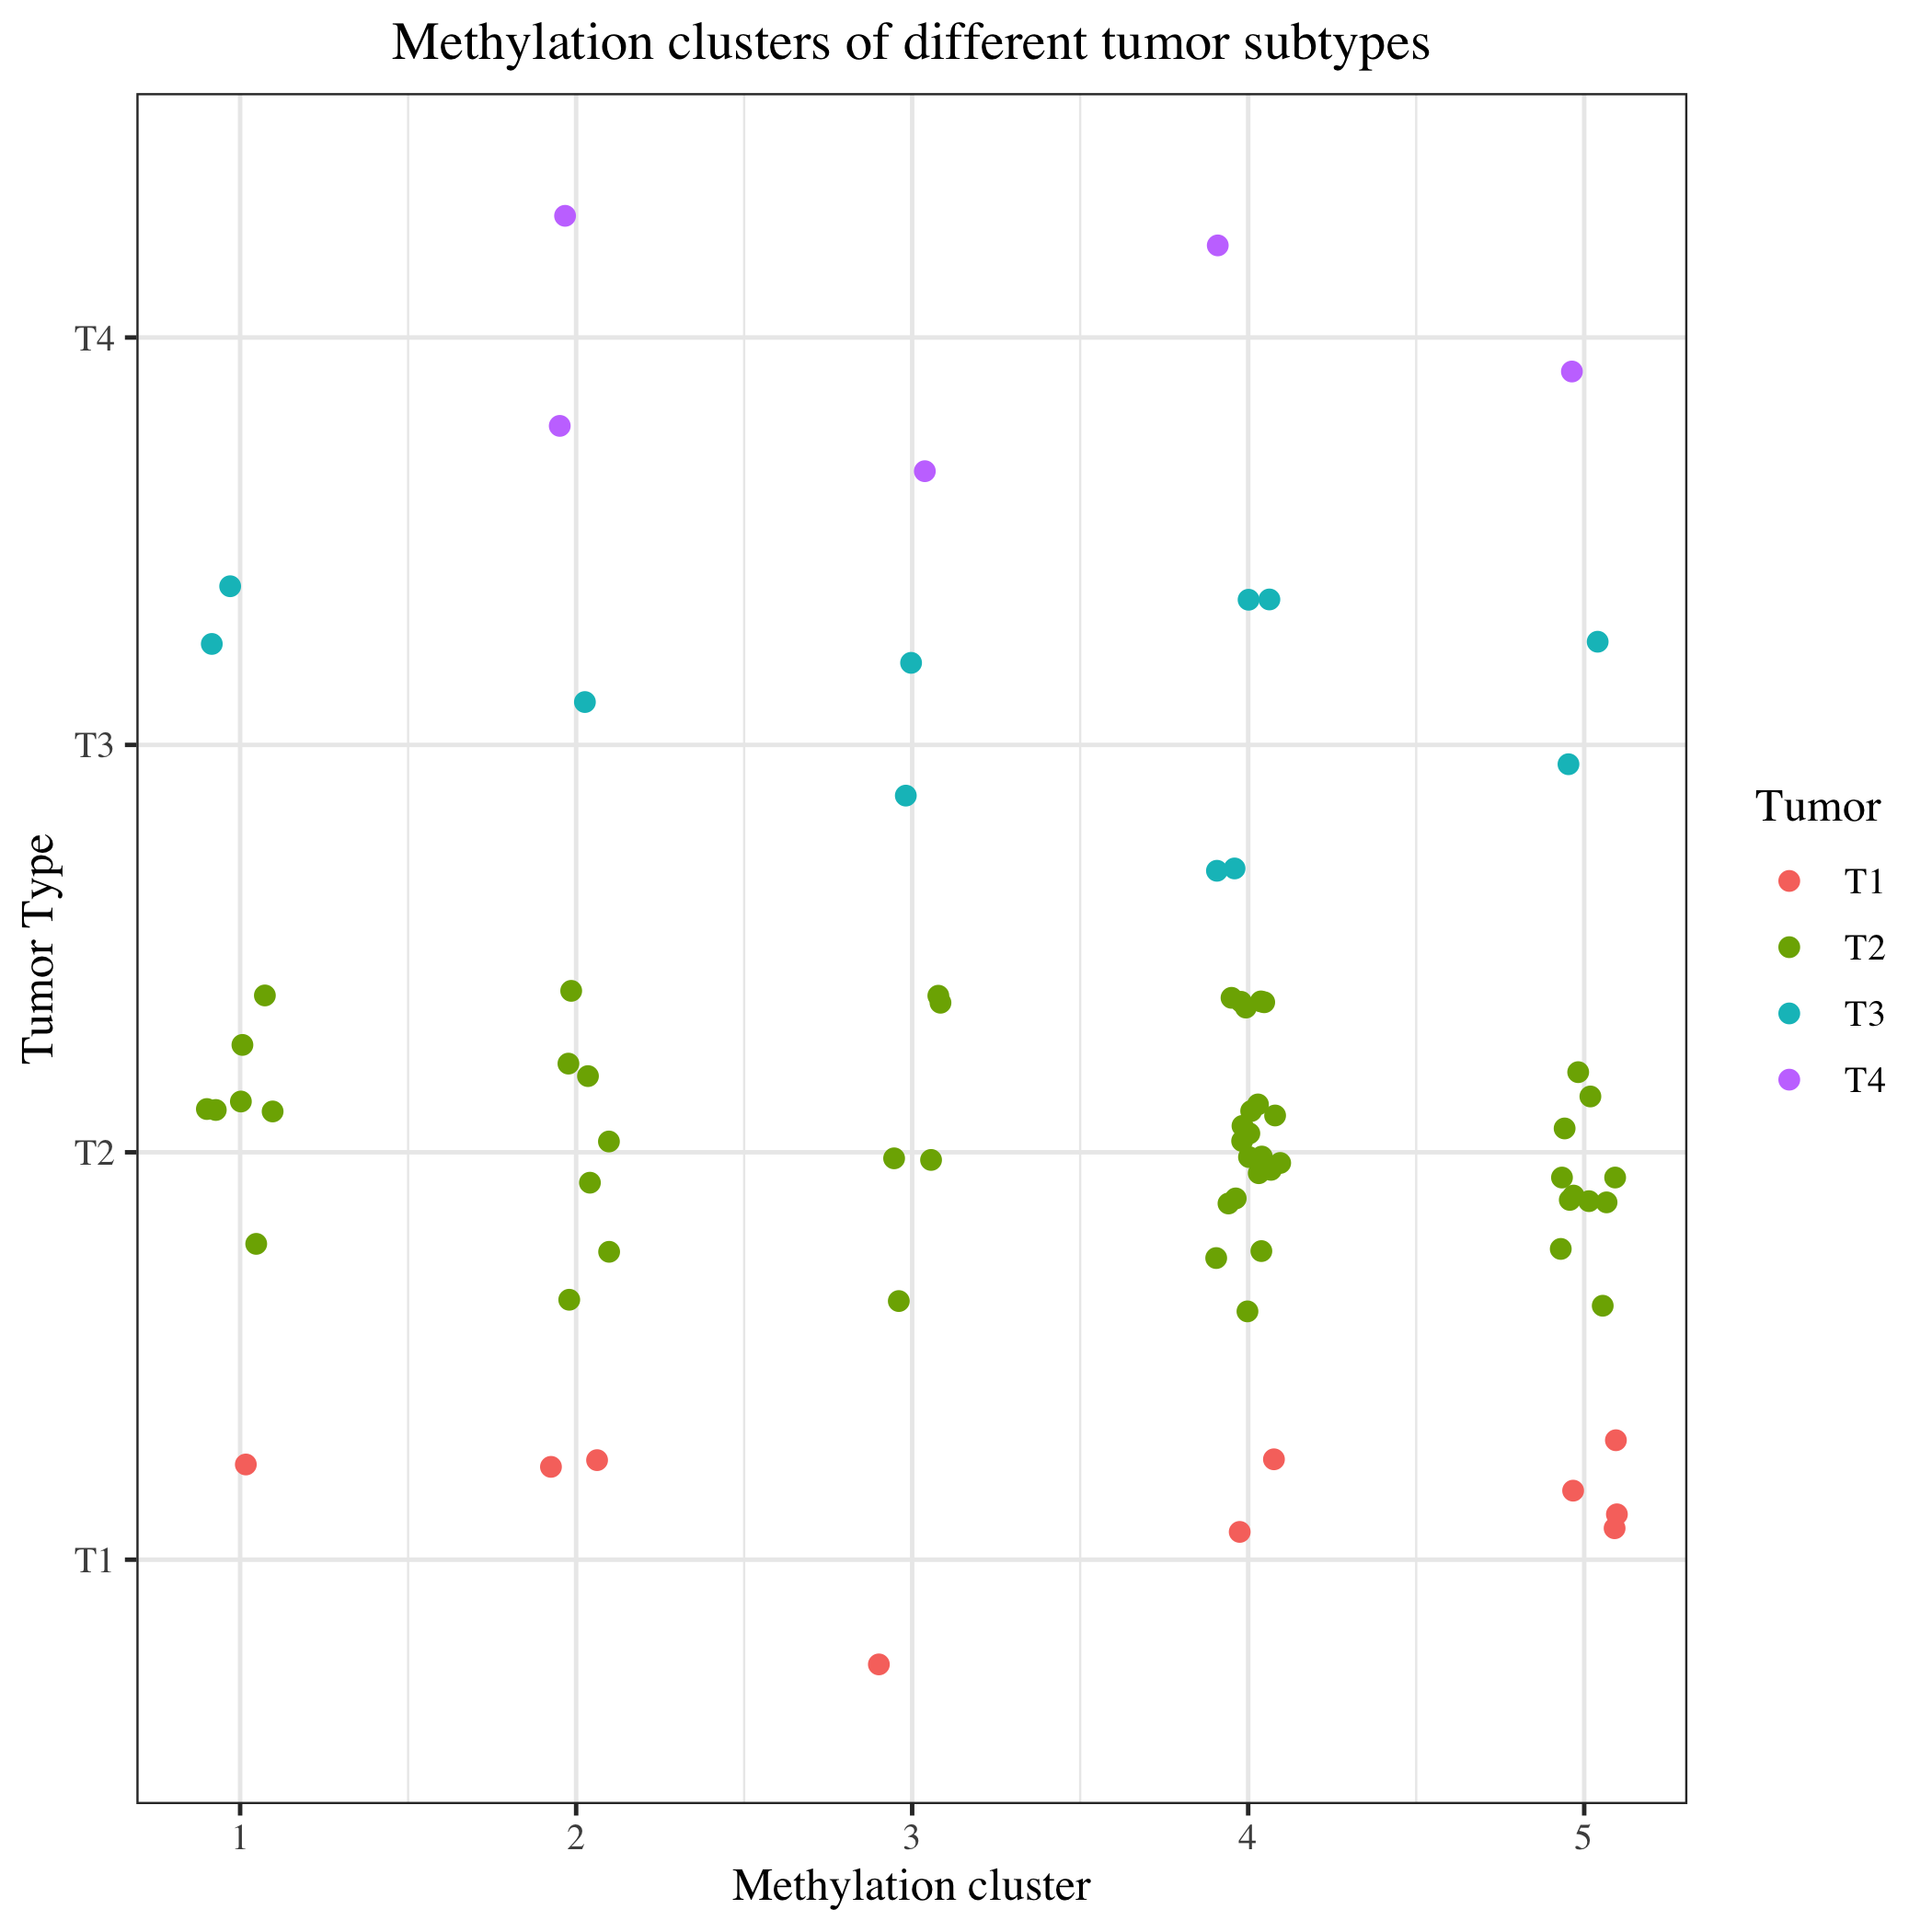 Methylation clusters of different tumor subtypes
Tumor Type
T4
T3
T2
T1
1 2 3 4 5
Methylation cluster
Tumor
T1
T2
T3
T4